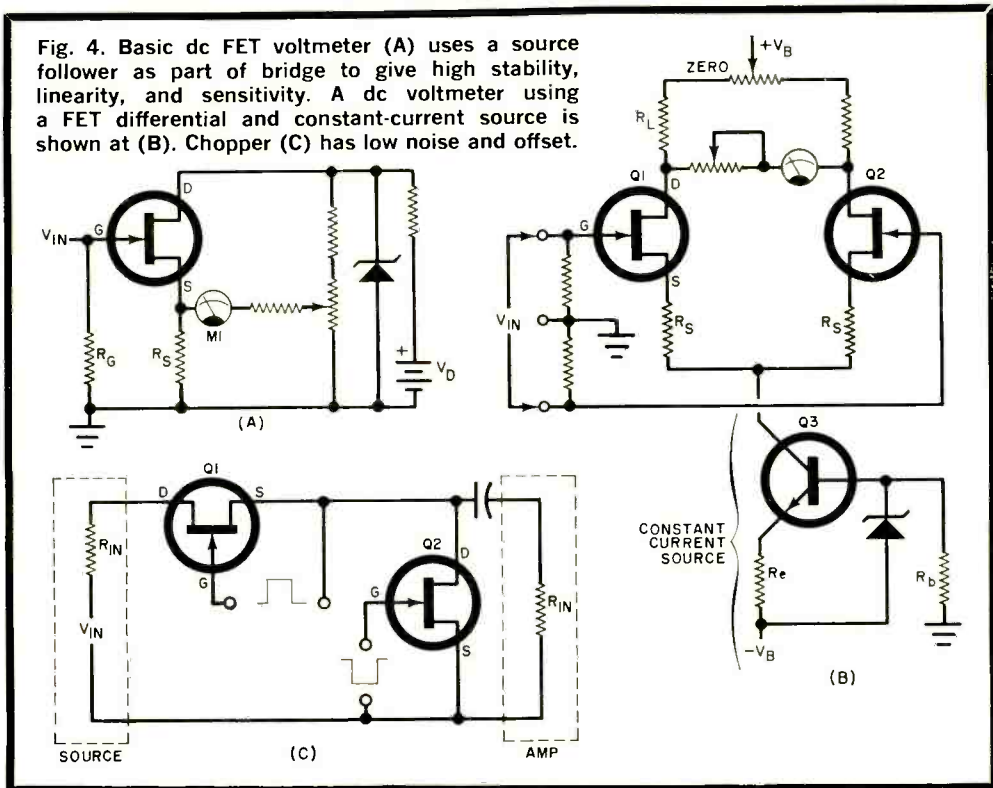 Fig. 4. Basic dc FET voltmeter (A) uses a source
follower as part of bridge to give high stability,
linearity, and sensitivity. A dc voltmeter using
a FET differential and constant-current source is
shown at (B). Chopper (C) has low noise and offset.
D
G
VIN
S
M1
RG
RS
+
VD
(A)
+VB
ZERO
RL
Q1
D
Q2
G
S
VIN
RS
RS
Q3
CONSTANT
CURRENT
SOURCE
Re
Rb
-VB
(B)
Q1
D
S
RIN
G
Q2
D
G
S
VIN
RIN
SOURCE
(C)
AMP